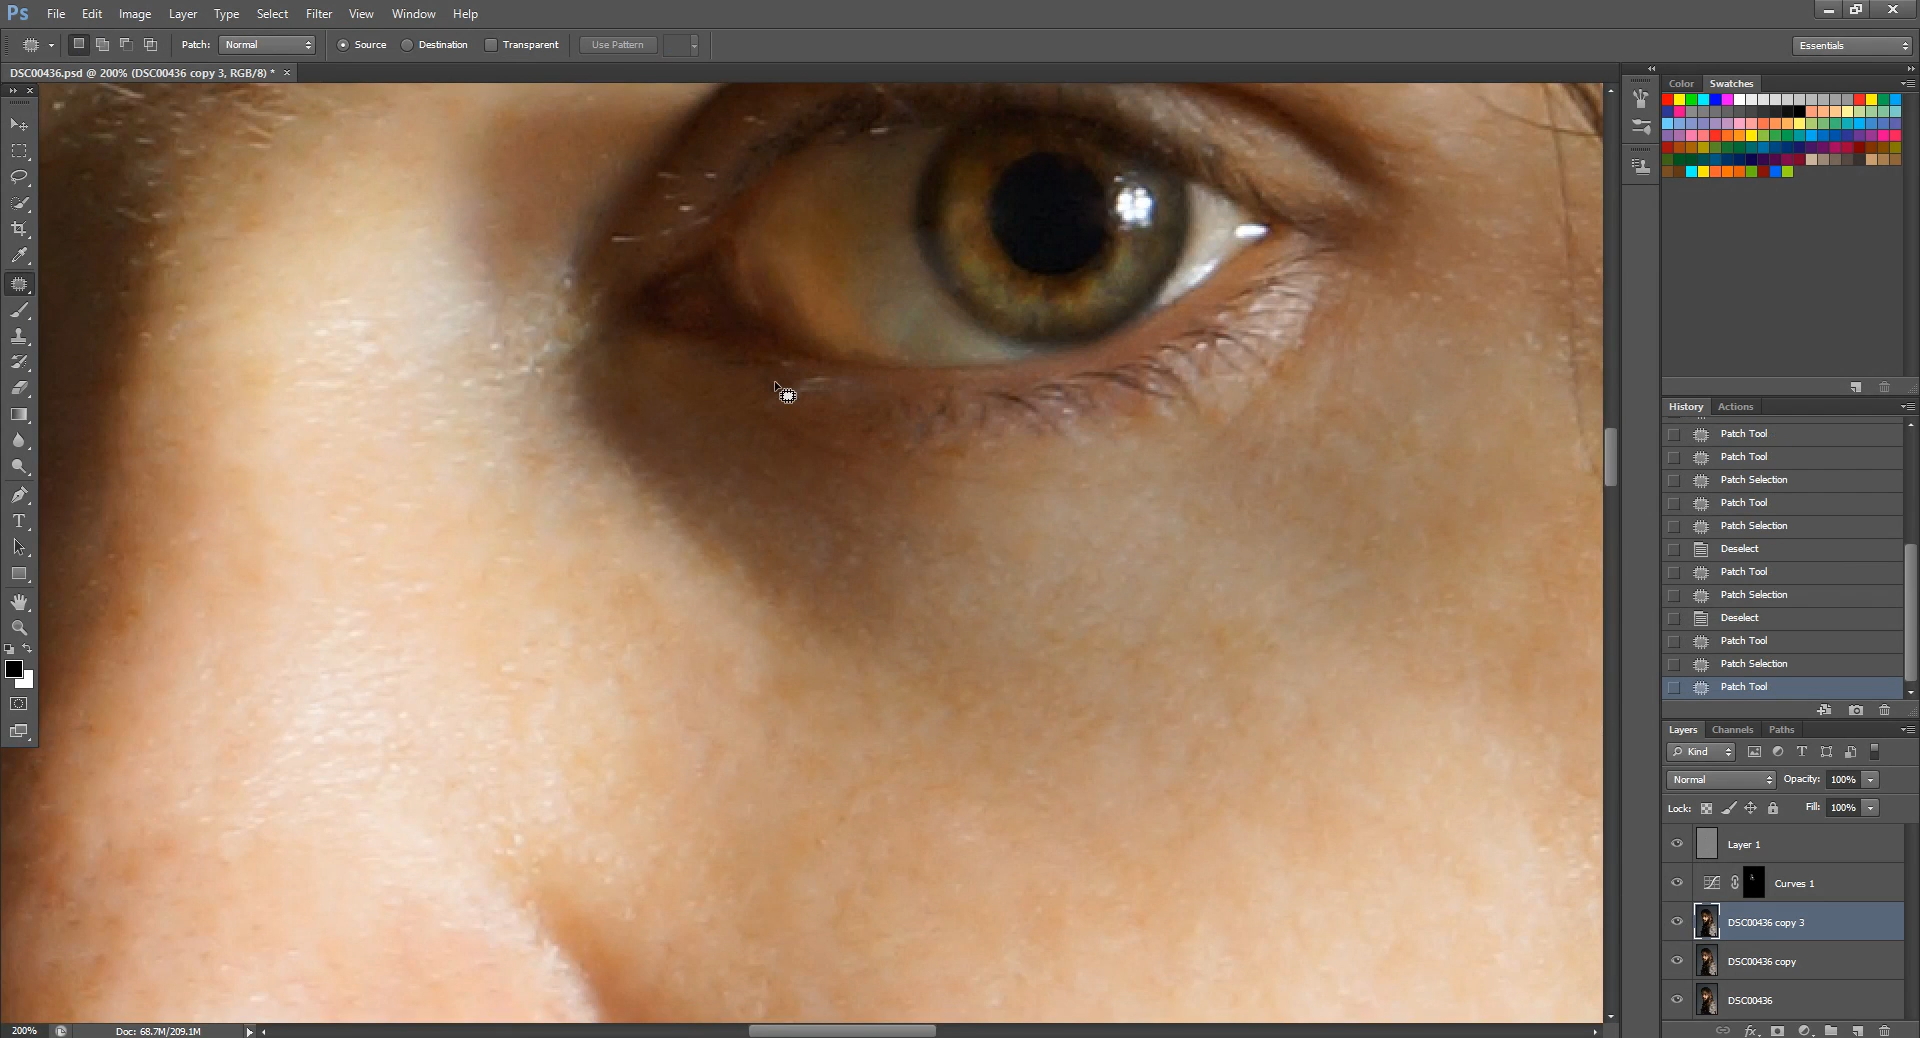 Ps File Edit Image Layer Type Select Filter View Window Help
Patch: Normal Source Destination Transparent Use Pattern Essentials
DSC00436.psd @ 200% (DSC00436 copy 3, RGB/8) * ×
Color Swatches
History Actions
Patch Tool
Patch Tool
Patch Selection
Patch Tool
Patch Selection
Deselect
Patch Tool
Patch Selection
Deselect
Patch Tool
Patch Selection
Patch Tool
Layers Channels Paths
Kind
Normal Opacity: 100%
Lock: Fill: 100%
Layer 1
Curves 1
DSC00436 copy 3
DSC00436 copy
DSC00436
200% Doc: 68.7M/209.1M
fx